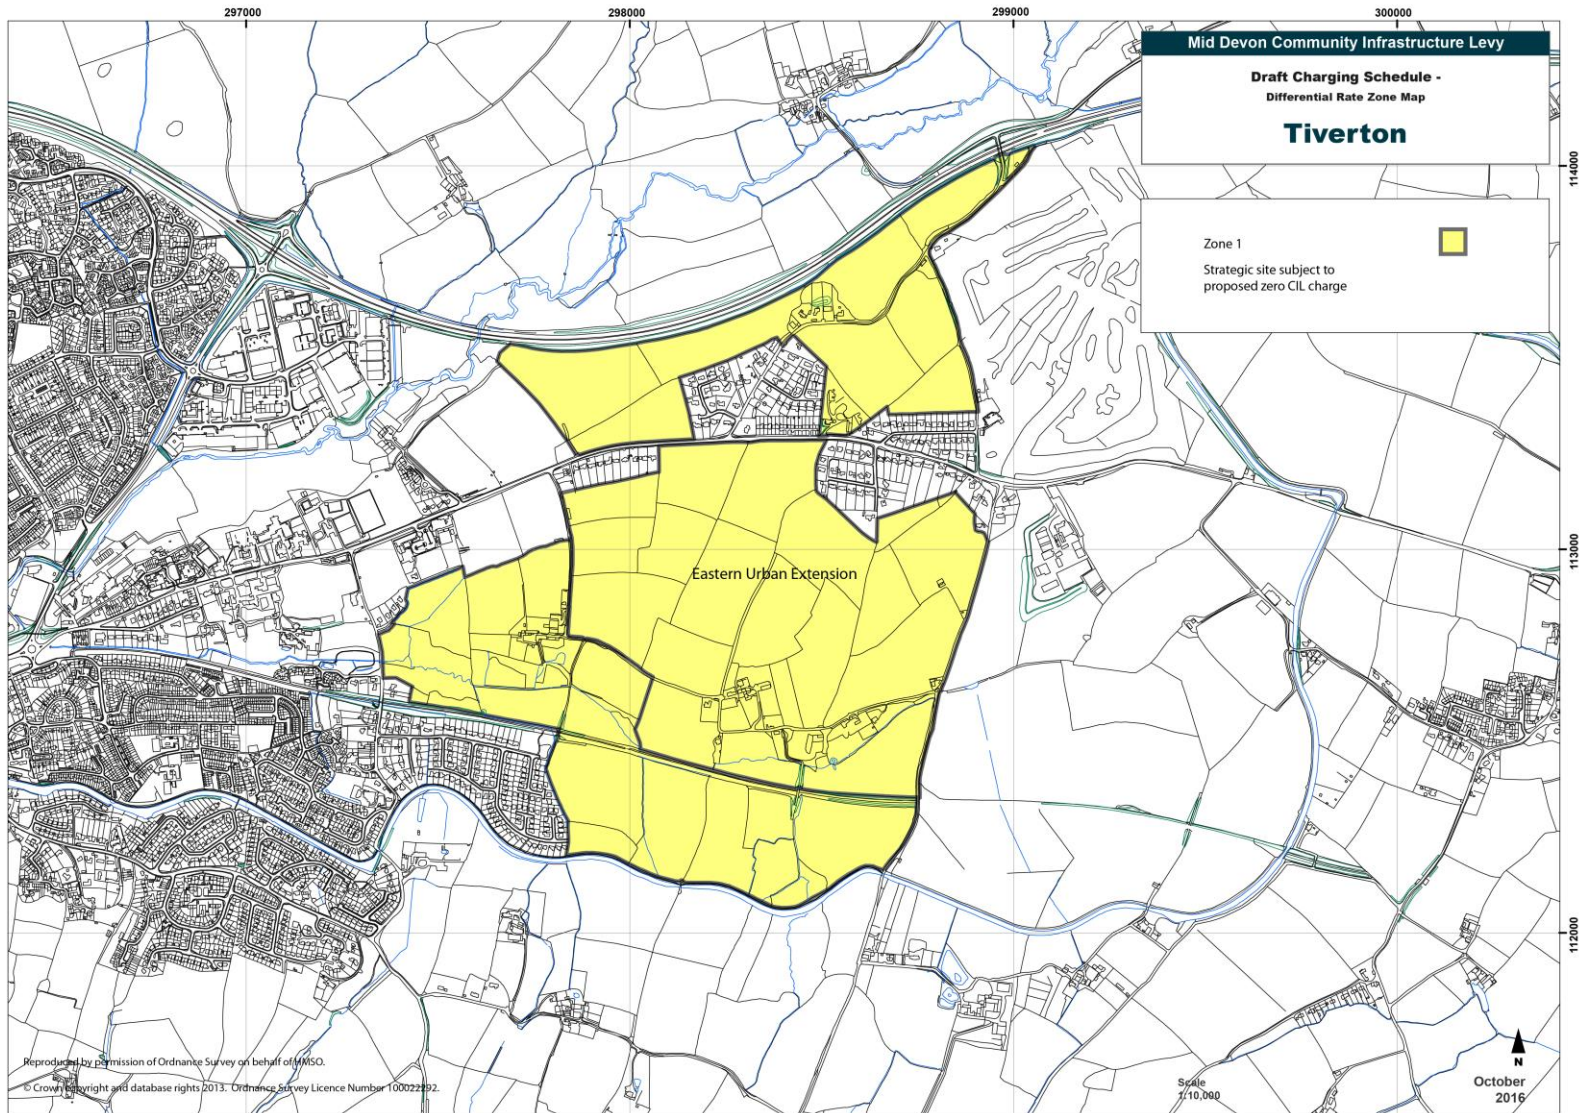 297000
298000
299000
300000
Mid Devon Community Infrastructure Levy
Draft Charging Schedule -
Differential Rate Zone Map
Tiverton
114000
Zone 1
Strategic site subject to
proposed zero CIL charge
113000
Eastern Urban Extension
112000
Reproduced by permission of Ordnance Survey on behalf of HMSO.
© Crown copyright and database rights 2013. Ordnance Survey Licence Number 100022292.
Scale
1:10,000
N
October
2016